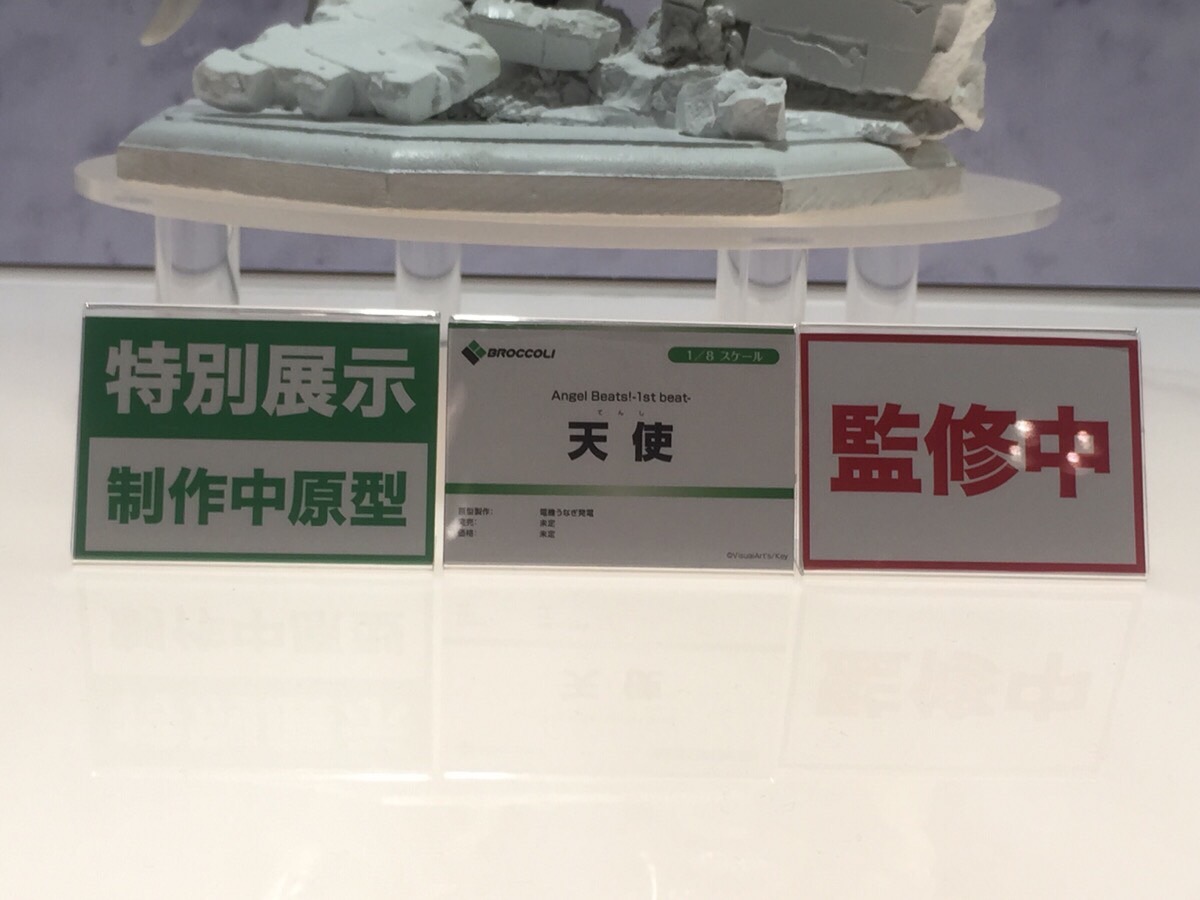 特別展示
制作中原型
BROCCOLI
1/8 スケール
Angel Beats!-1st beat-
てんし
天使
原型製作: 電機うなぎ発電
発売: 未定
価格: 未定
©VisualArt's/Key
監修中